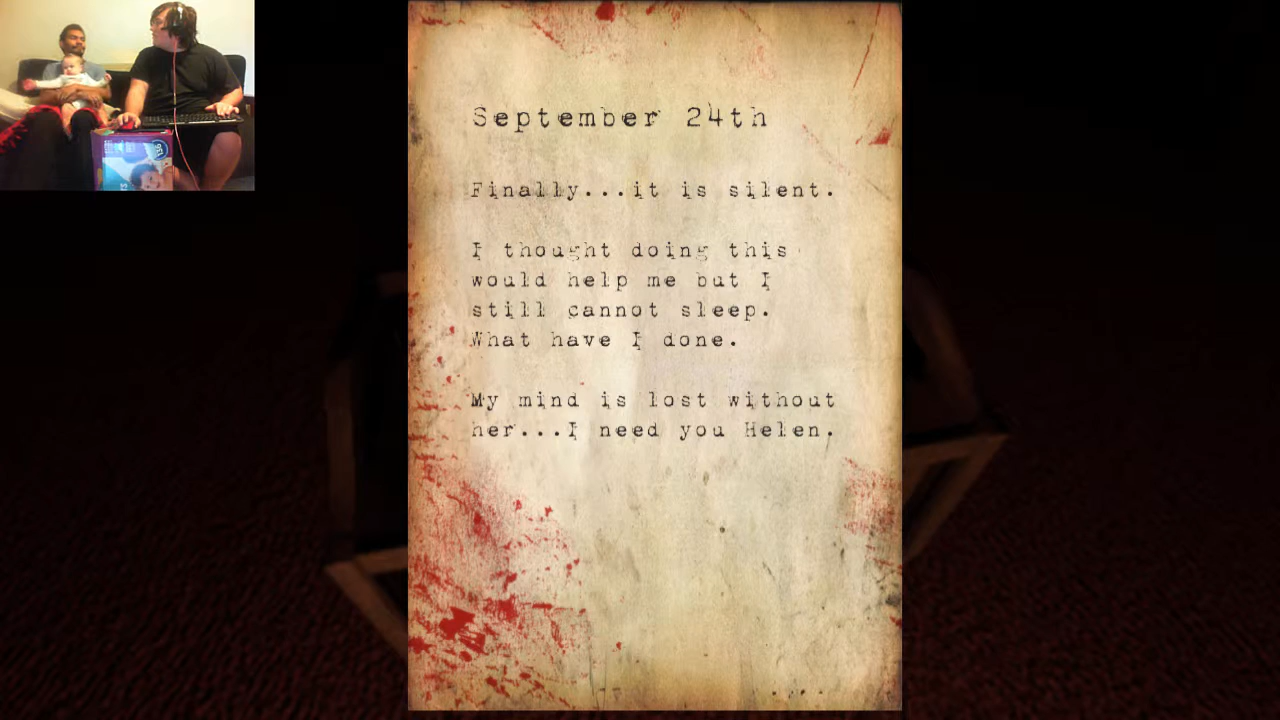 September 24th
Finally...it is silent.
I thought doing this
would help me but I
still cannot sleep.
What have I done.
My mind is lost without
her...I need you Helen.